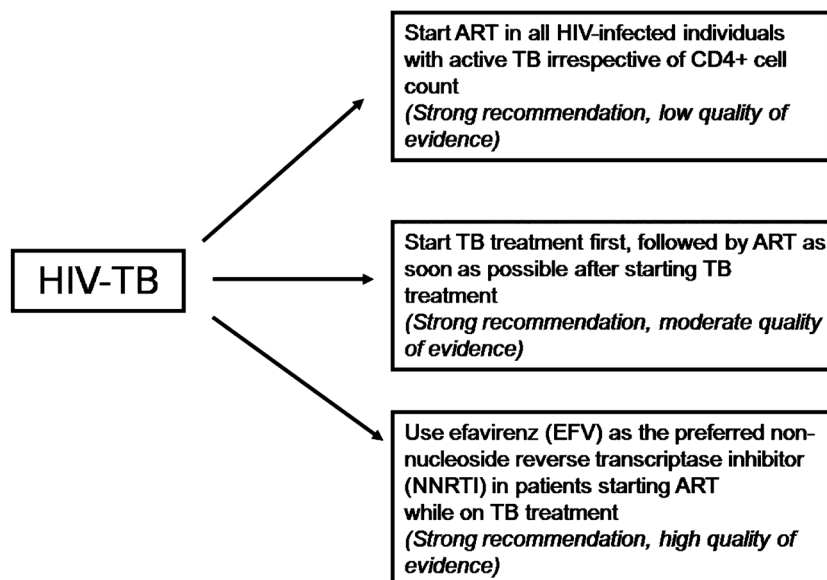 HIV-TB
Start ART in all HIV-infected individuals
with active TB irrespective of CD4+ cell
count
(Strong recommendation, low quality of
evidence)
Start TB treatment first, followed by ART as
soon as possible after starting TB
treatment
(Strong recommendation, moderate quality
of evidence)
Use efavirenz (EFV) as the preferred non-
nucleoside reverse transcriptase inhibitor
(NNRTI) in patients starting ART
while on TB treatment
(Strong recommendation, high quality of
evidence)